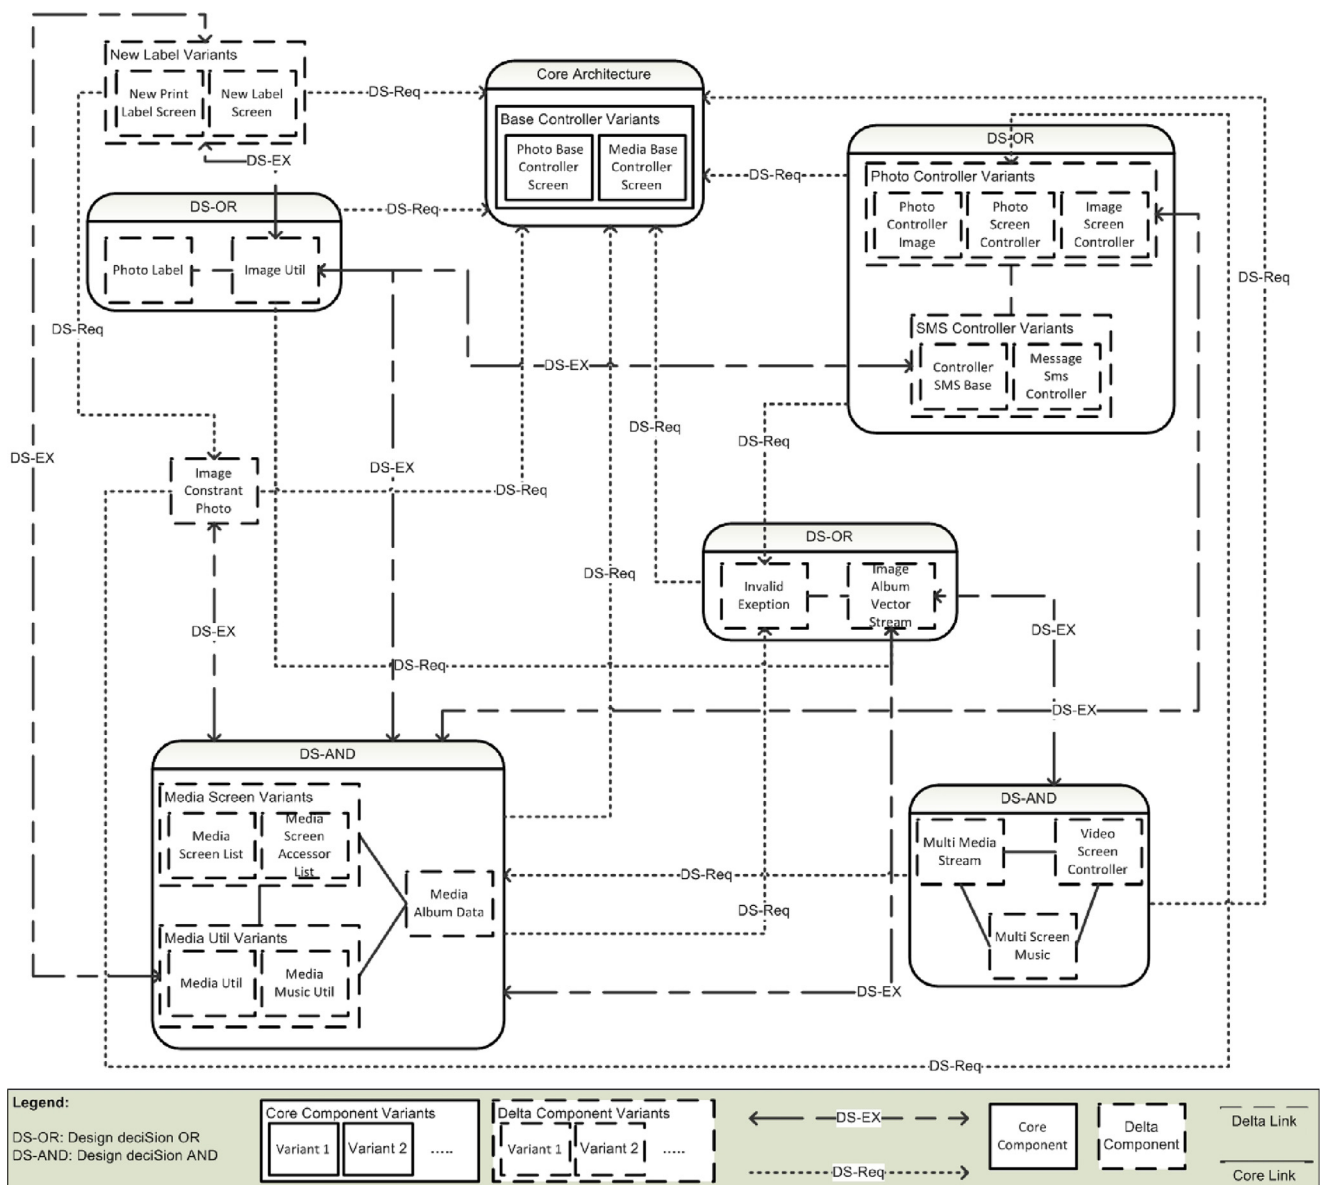 New Label Variants
New Print
Label Screen
New Label
Screen
DS-Req
Core Architecture
Base Controller Variants
Photo Base
Controller
Screen
Media Base
Controller
Screen
DS-EX
DS-OR
Photo Label
Image Util
DS-Req
DS-Req
DS-OR
Photo Controller Variants
Photo
Controller
Image
Photo
Screen
Controller
Image
Screen
Controller
SMS Controller Variants
Controller
SMS Base
Message
Sms
Controller
DS-Req
DS-Req
DS-EX
DS-Req
DS-Req
DS-EX
DS-EX
Image
Constrant
Photo
DS-Req
DS-OR
Invalid
Exeption
Image
Album
Vector
Stream
DS-Req
DS-EX
DS-EX
DS-Req
DS-EX
DS-AND
Media Screen Variants
Media
Screen List
Media
Screen
Accessor
List
Media Util Variants
Media Util
Media
Music Util
Media
Album Data
DS-AND
Multi Media
Stream
Video
Screen
Controller
Multi Screen
Music
DS-Req
DS-Req
DS-EX
DS-Req
Legend:
DS-OR: Design deciSion OR
DS-AND: Design deciSion AND
Core Component Variants
Variant 1
Variant 2
.....
Delta Component Variants
Variant 1
Variant 2
.....
DS-EX
DS-Req
Core
Component
Delta
Component
Delta Link
Core Link